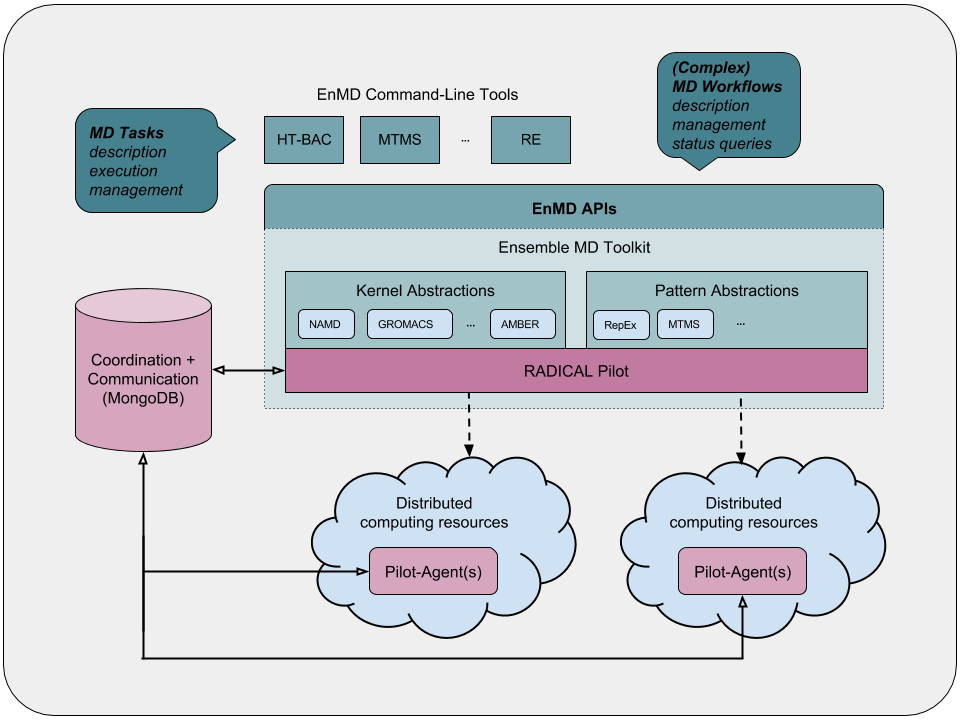 EnMD Command-Line Tools
(Complex)
MD Workflows
description
management
status queries
MD Tasks
description
execution
management
HT-BAC
MTMS
...
RE
EnMD APIs
Ensemble MD Toolkit
Kernel Abstractions
NAMD
GROMACS
...
AMBER
Pattern Abstractions
RepEx
MTMS
...
RADICAL Pilot
Coordination +
Communication
(MongoDB)
Distributed
computing resources
Pilot-Agent(s)
Distributed
computing resources
Pilot-Agent(s)